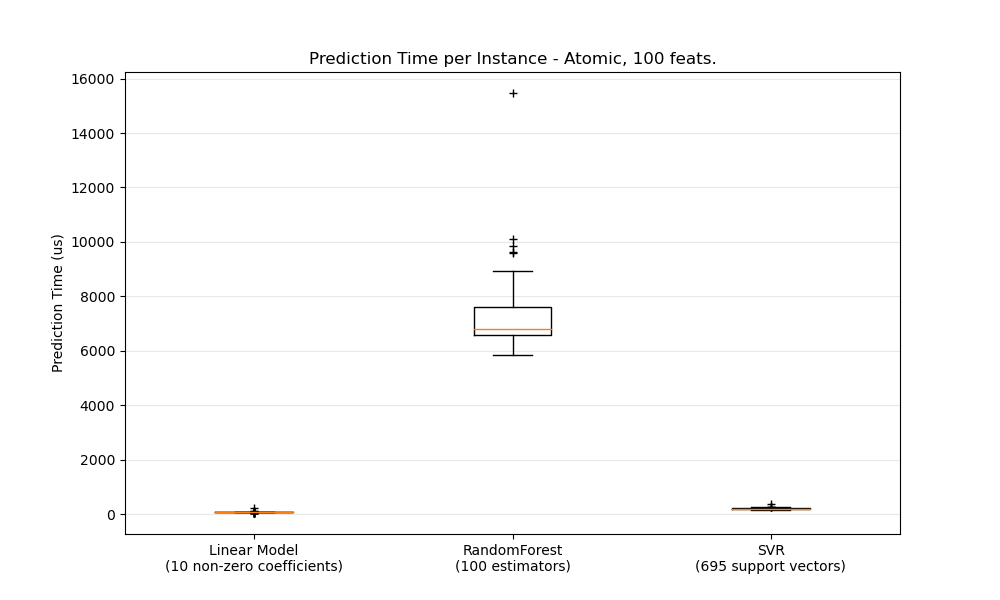 Prediction Time per Instance - Atomic, 100 feats.
Prediction Time (us)
16000
14000
12000
10000
8000
6000
4000
2000
0
Linear Model
(10 non-zero coefficients)
RandomForest
(100 estimators)
SVR
(695 support vectors)